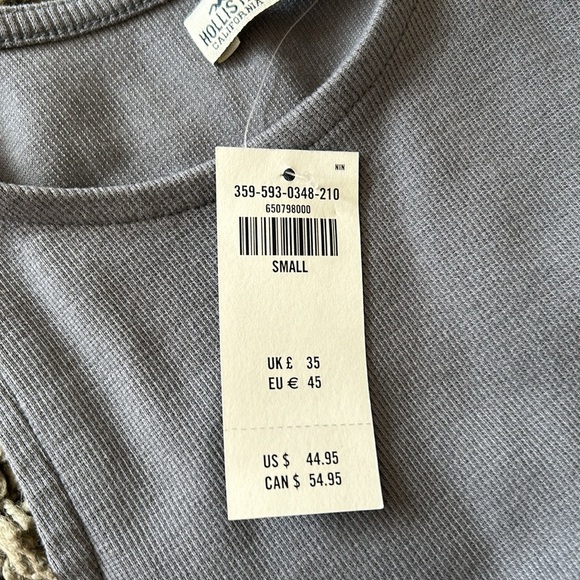 HOLLIS
CALIFORNIA
NIN
359-593-0348-210
650798000
SMALL
UK £ 35
EU € 45
US $ 44.95
CAN $ 54.95